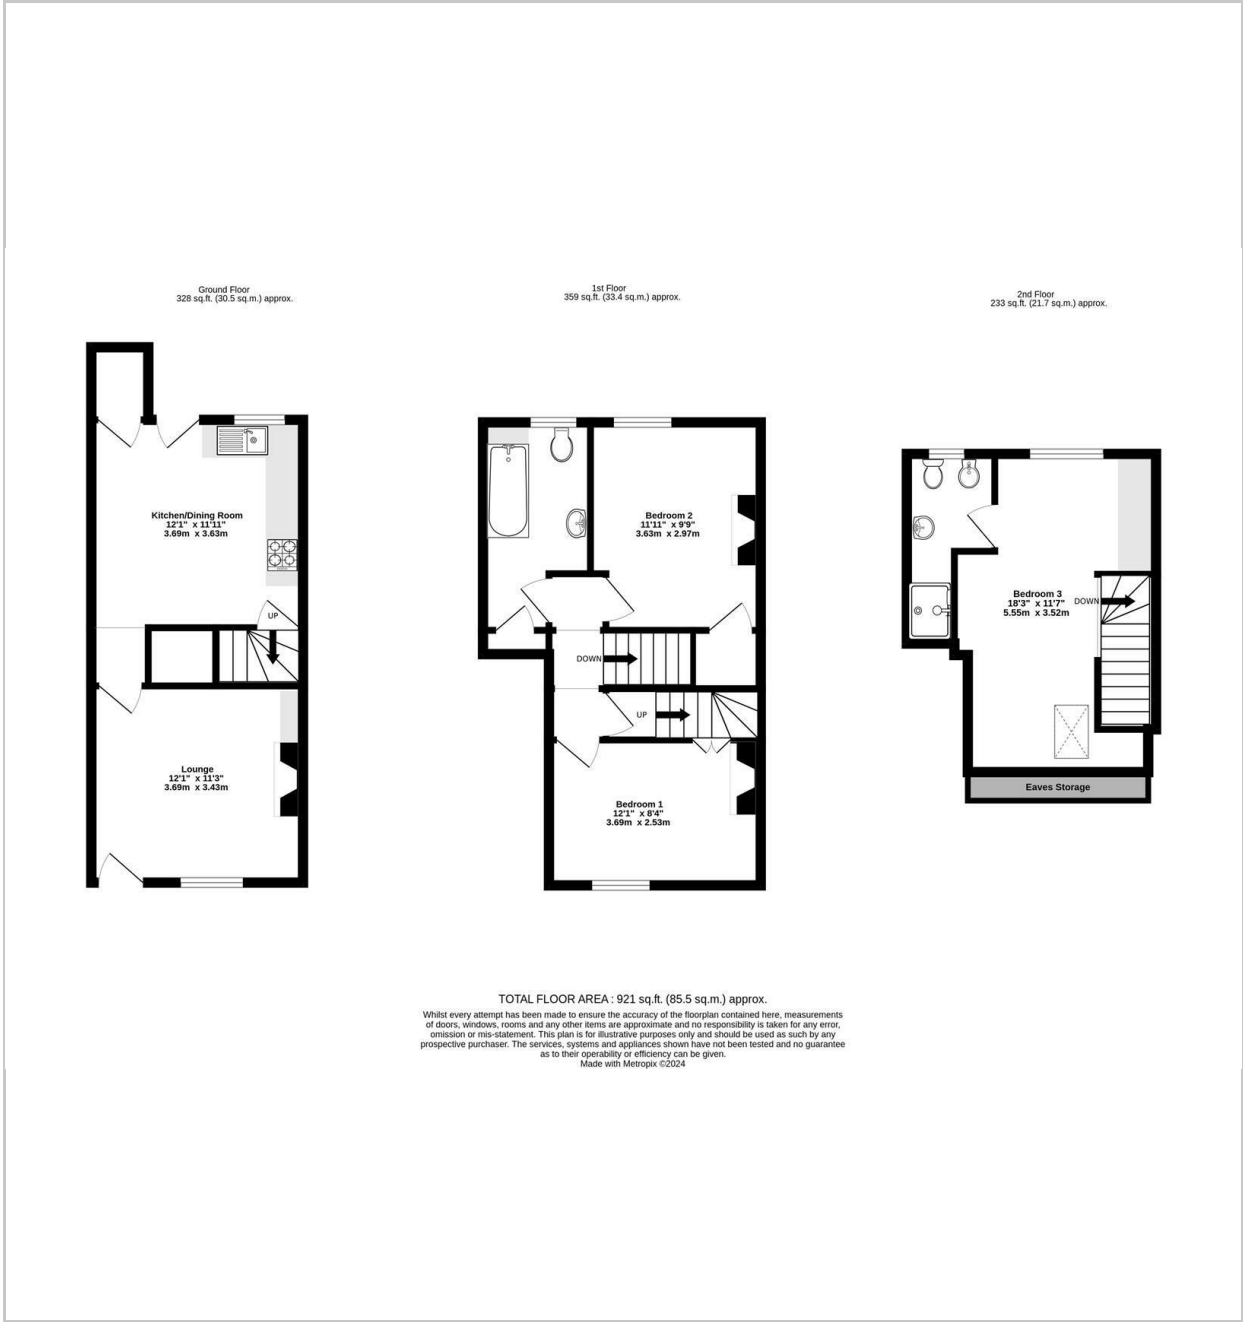 Ground Floor
328 sq.ft. (30.5 sq.m.) approx.
1st Floor
359 sq.ft. (33.4 sq.m.) approx.
2nd Floor
233 sq.ft. (21.7 sq.m.) approx.
Kitchen/Dining Room
12'1" x 11'11"
3.69m x 3.63m
UP
Lounge
12'1" x 11'3"
3.69m x 3.43m
Bedroom 2
11'11" x 9'9"
3.63m x 2.97m
DOWN
UP
Bedroom 1
12'1" x 8'4"
3.69m x 2.53m
Bedroom 3
18'3" x 11'7"
5.55m x 3.52m
DOWN
Eaves Storage
TOTAL FLOOR AREA : 921 sq.ft. (85.5 sq.m.) approx.
Whilst every attempt has been made to ensure the accuracy of the floorplan contained here, measurements
of doors, windows, rooms and any other items are approximate and no responsibility is taken for any error,
omission or mis-statement. This plan is for illustrative purposes only and should be used as such by any
prospective purchaser. The services, systems and appliances shown have not been tested and no guarantee
as to their operability or efficiency can be given.
Made with Metropix ©2024